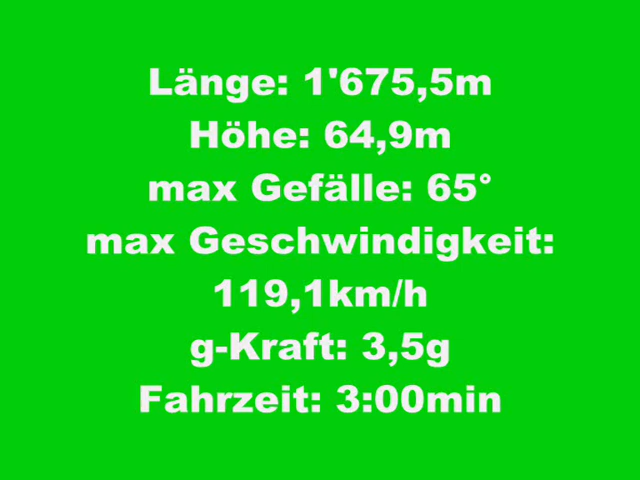 Länge: 1'675,5m
Höhe: 64,9m
max Gefälle: 65°
max Geschwindigkeit:
119,1km/h
g-Kraft: 3,5g
Fahrzeit: 3:00min